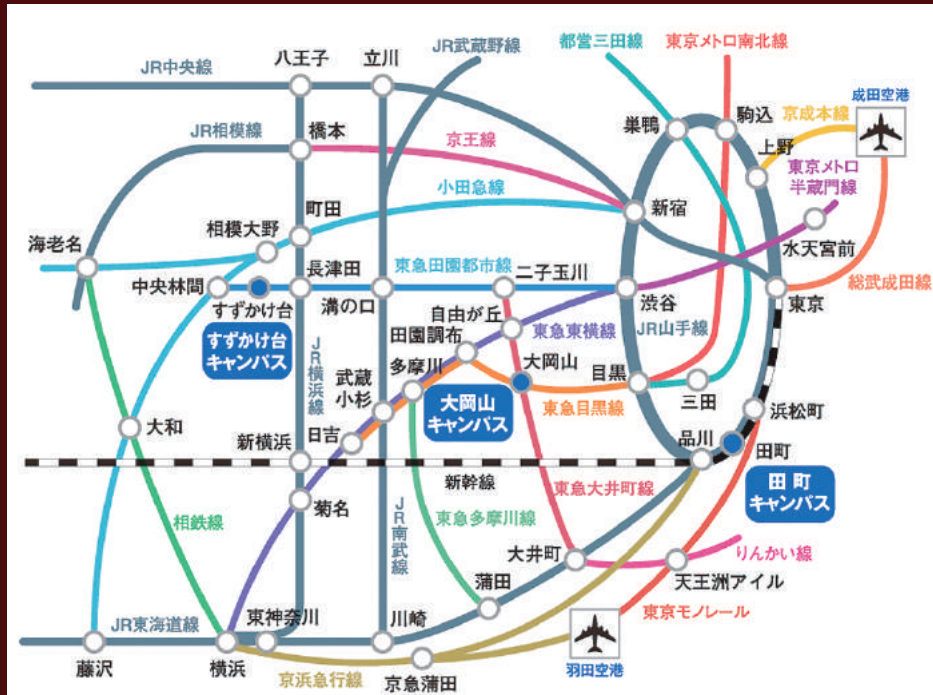 都営三田線
東京メトロ南北線
JR武蔵野線
JR中央線
八王子
立川
成田空港
京成本線
駒込
巣鴨
上野
JR相模線
橋本
京王線
東京メトロ
半蔵門線
小田急線
町田
新宿
相模大野
水天宮前
海老名
長津田
東急田園都市線
二子玉川
総武成田線
中央林間
すずかけ台
溝の口
渋谷
東京
自由が丘
東急東横線
JR山手線
田園調布
すずかけ台
キャンパス
JR横浜線
多摩川
大岡山
目黒
武蔵
小杉
大岡山
キャンパス
東急目黒線
三田
浜松町
大和
新横浜
日吉
品川
田町
新幹線
東急大井町線
田町
キャンパス
菊名
相鉄線
JR南武線
東急多摩川線
大井町
りんかい線
蒲田
天王洲アイル
東京モノレール
JR東海道線
東神奈川
川崎
藤沢
横浜
京浜急行線
京急蒲田
羽田空港